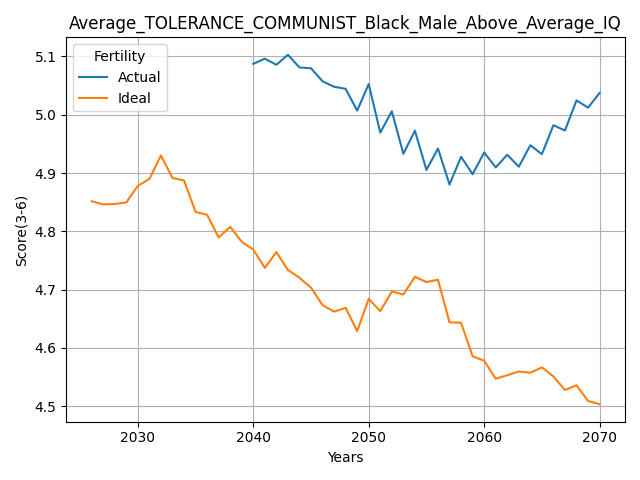 Average_TOLERANCE_COMMUNIST_Black_Male_Above_Average_IQ
Fertility
Actual
Ideal
Score(3-6)
5.1
5.0
4.9
4.8
4.7
4.6
4.5
2030
2040
2050
2060
2070
Years